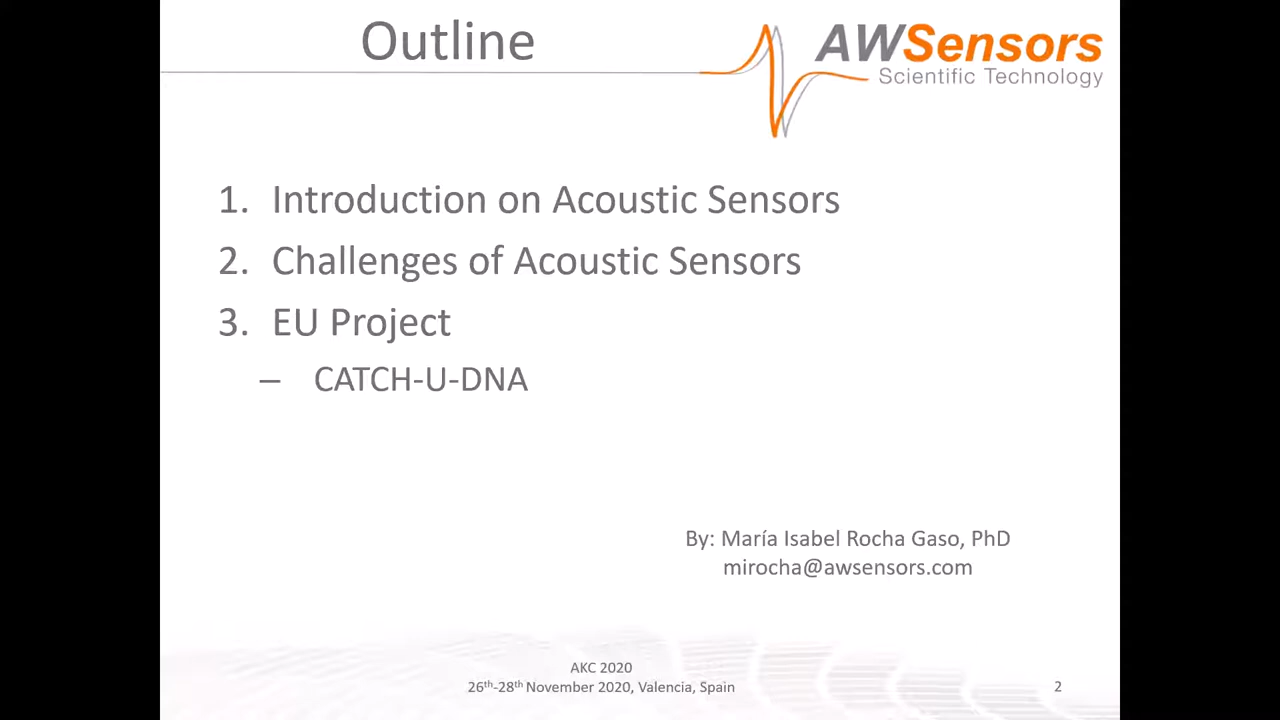 Outline
AWSensors
Scientific Technology
1. Introduction on Acoustic Sensors
2. Challenges of Acoustic Sensors
3. EU Project
– CATCH-U-DNA
By: María Isabel Rocha Gaso, PhD
mirocha@awsensors.com
AKC 2020
26th-28th November 2020, Valencia, Spain
2